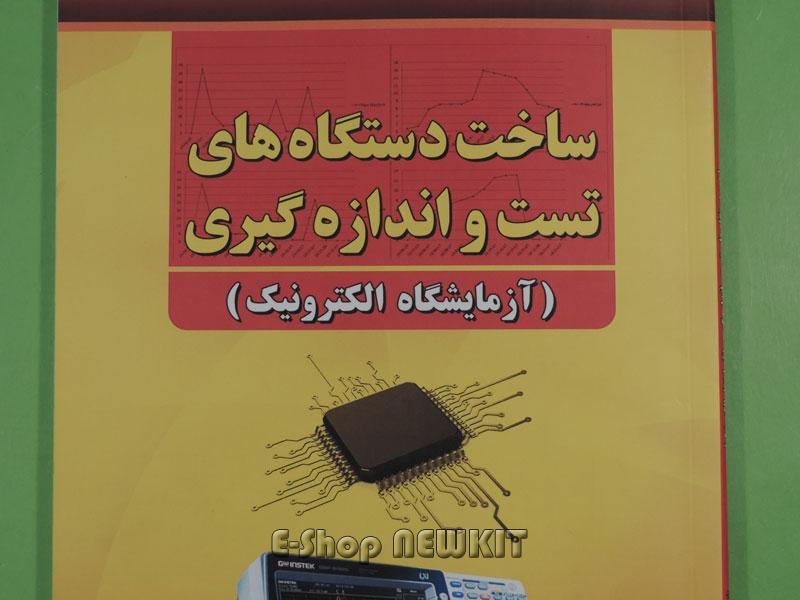 ساخت دستگاه های
تست و اندازه گیری
(آزمایشگاه الکترونیک)
E-Shop NEWKIT
GW INSTEK